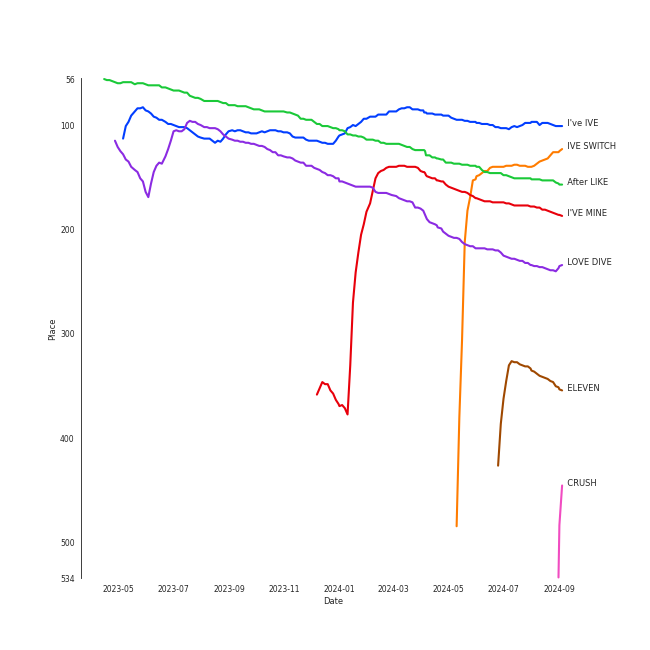 56
100
200
300
400
500
534
Place
2023-05
2023-07
2023-09
2023-11
2024-01
2024-03
2024-05
2024-07
2024-09
Date
I've IVE
IVE SWITCH
After LIKE
I'VE MINE
LOVE DIVE
ELEVEN
CRUSH